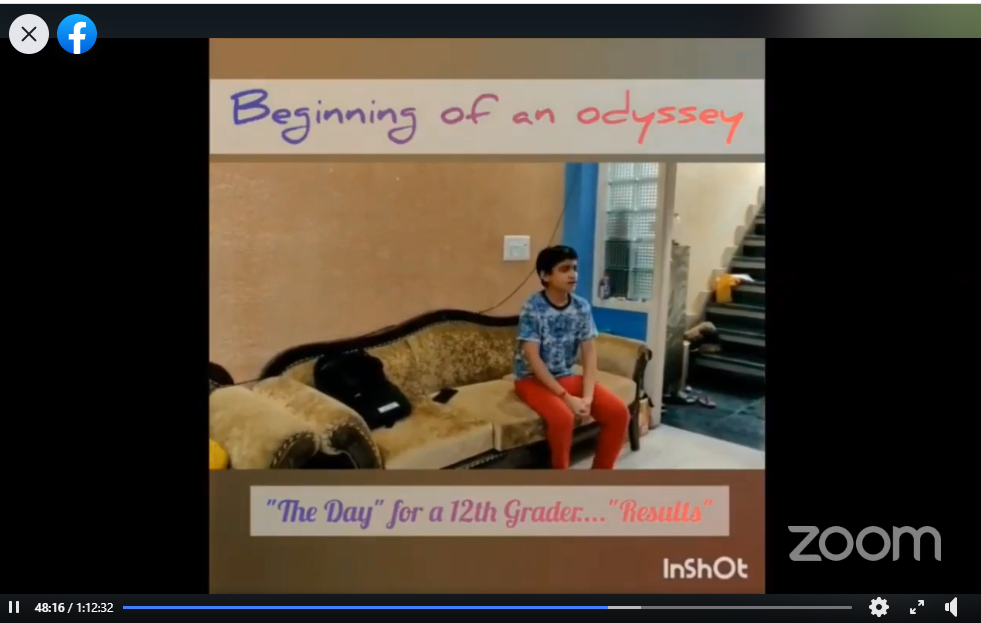 Beginning of an odyssey
"The Day" for a 12th Grader...."Results"
InShOt
zoom
48:16 / 1:12:32